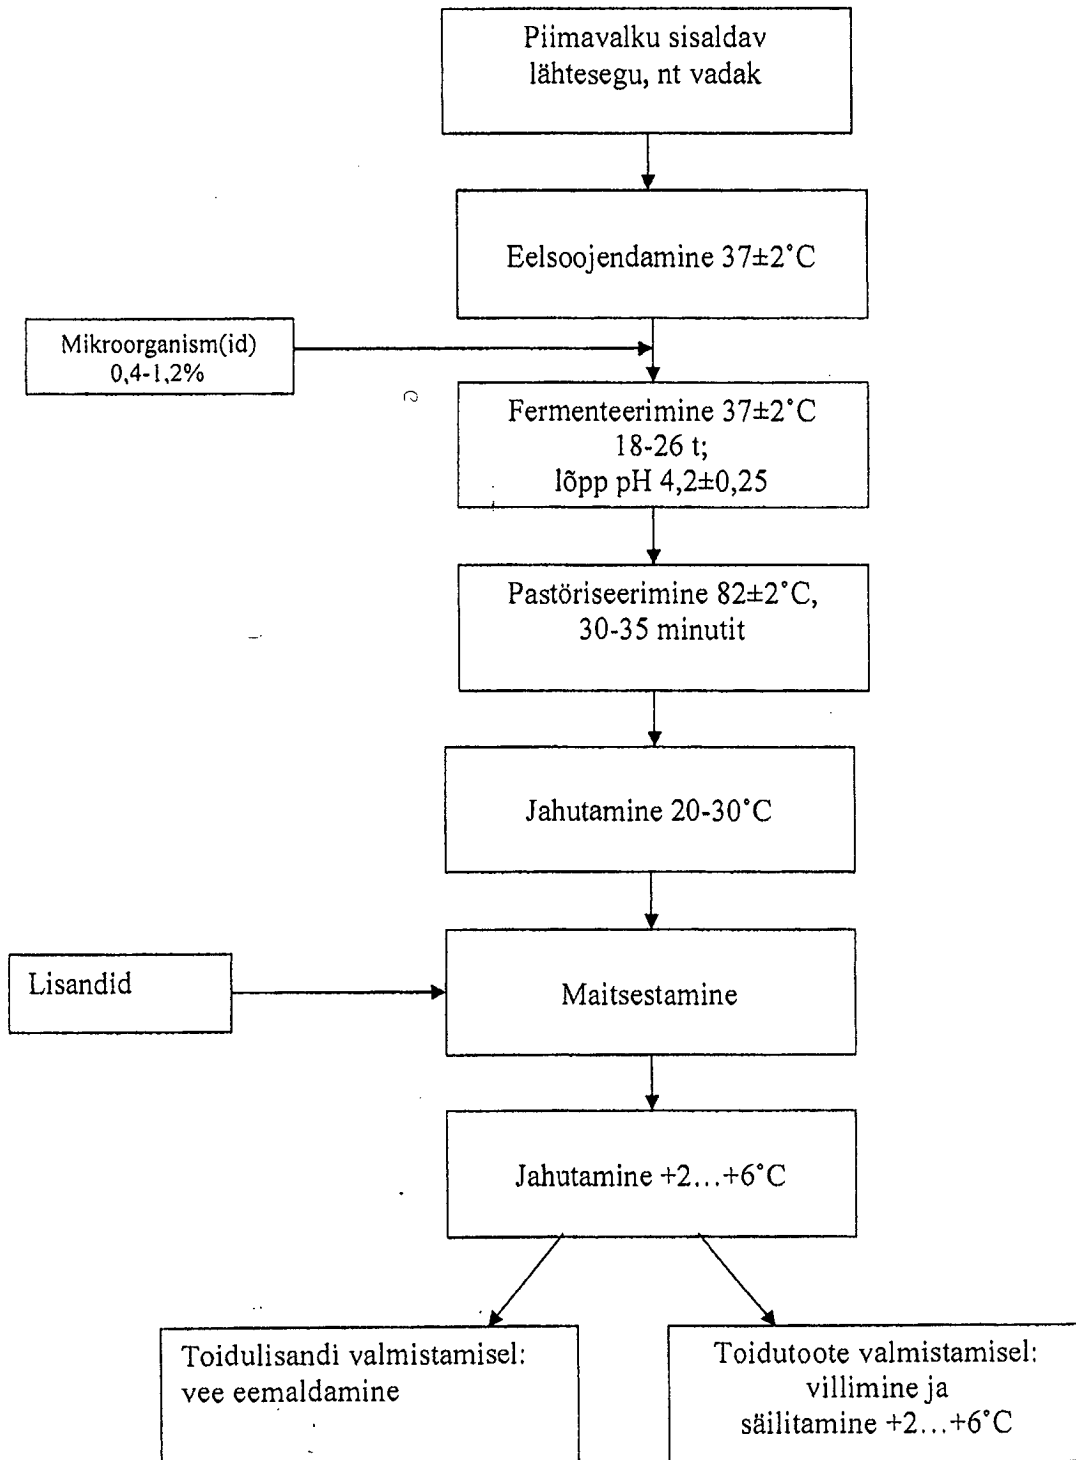 Piimavalku sisaldav
lähtesegu, nt vadak
Eelsoojendamine 37±2˚C
Mikroorganism(id)
0,4-1,2%
Fermenteerimine 37±2˚C
18-26 t;
lõpp pH 4,2±0,25
Pastöriseerimine 82±2˚C,
30-35 minutit
Jahutamine 20-30˚C
Lisandid
Maitsestamine
Jahutamine +2...+6˚C
Toidulisandi valmistamisel:
vee eemaldamine
Toidutoote valmistamisel:
villimine ja
säilitamine +2...+6˚C